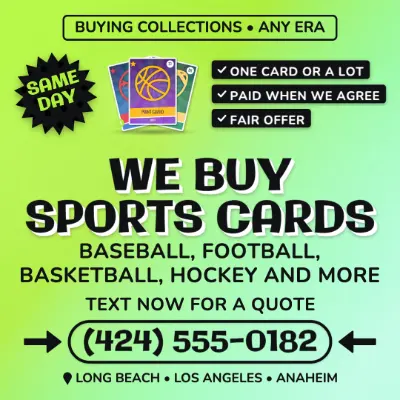 BUYING COLLECTIONS • ANY ERA
SAME
DAY
ONE CARD OR A LOT
PAID WHEN WE AGREE
FAIR OFFER
WE BUY
SPORTS CARDS
BASEBALL, FOOTBALL,
BASKETBALL, HOCKEY AND MORE
TEXT NOW FOR A QUOTE
(424) 555-0182
LONG BEACH • LOS ANGELES • ANAHEIM